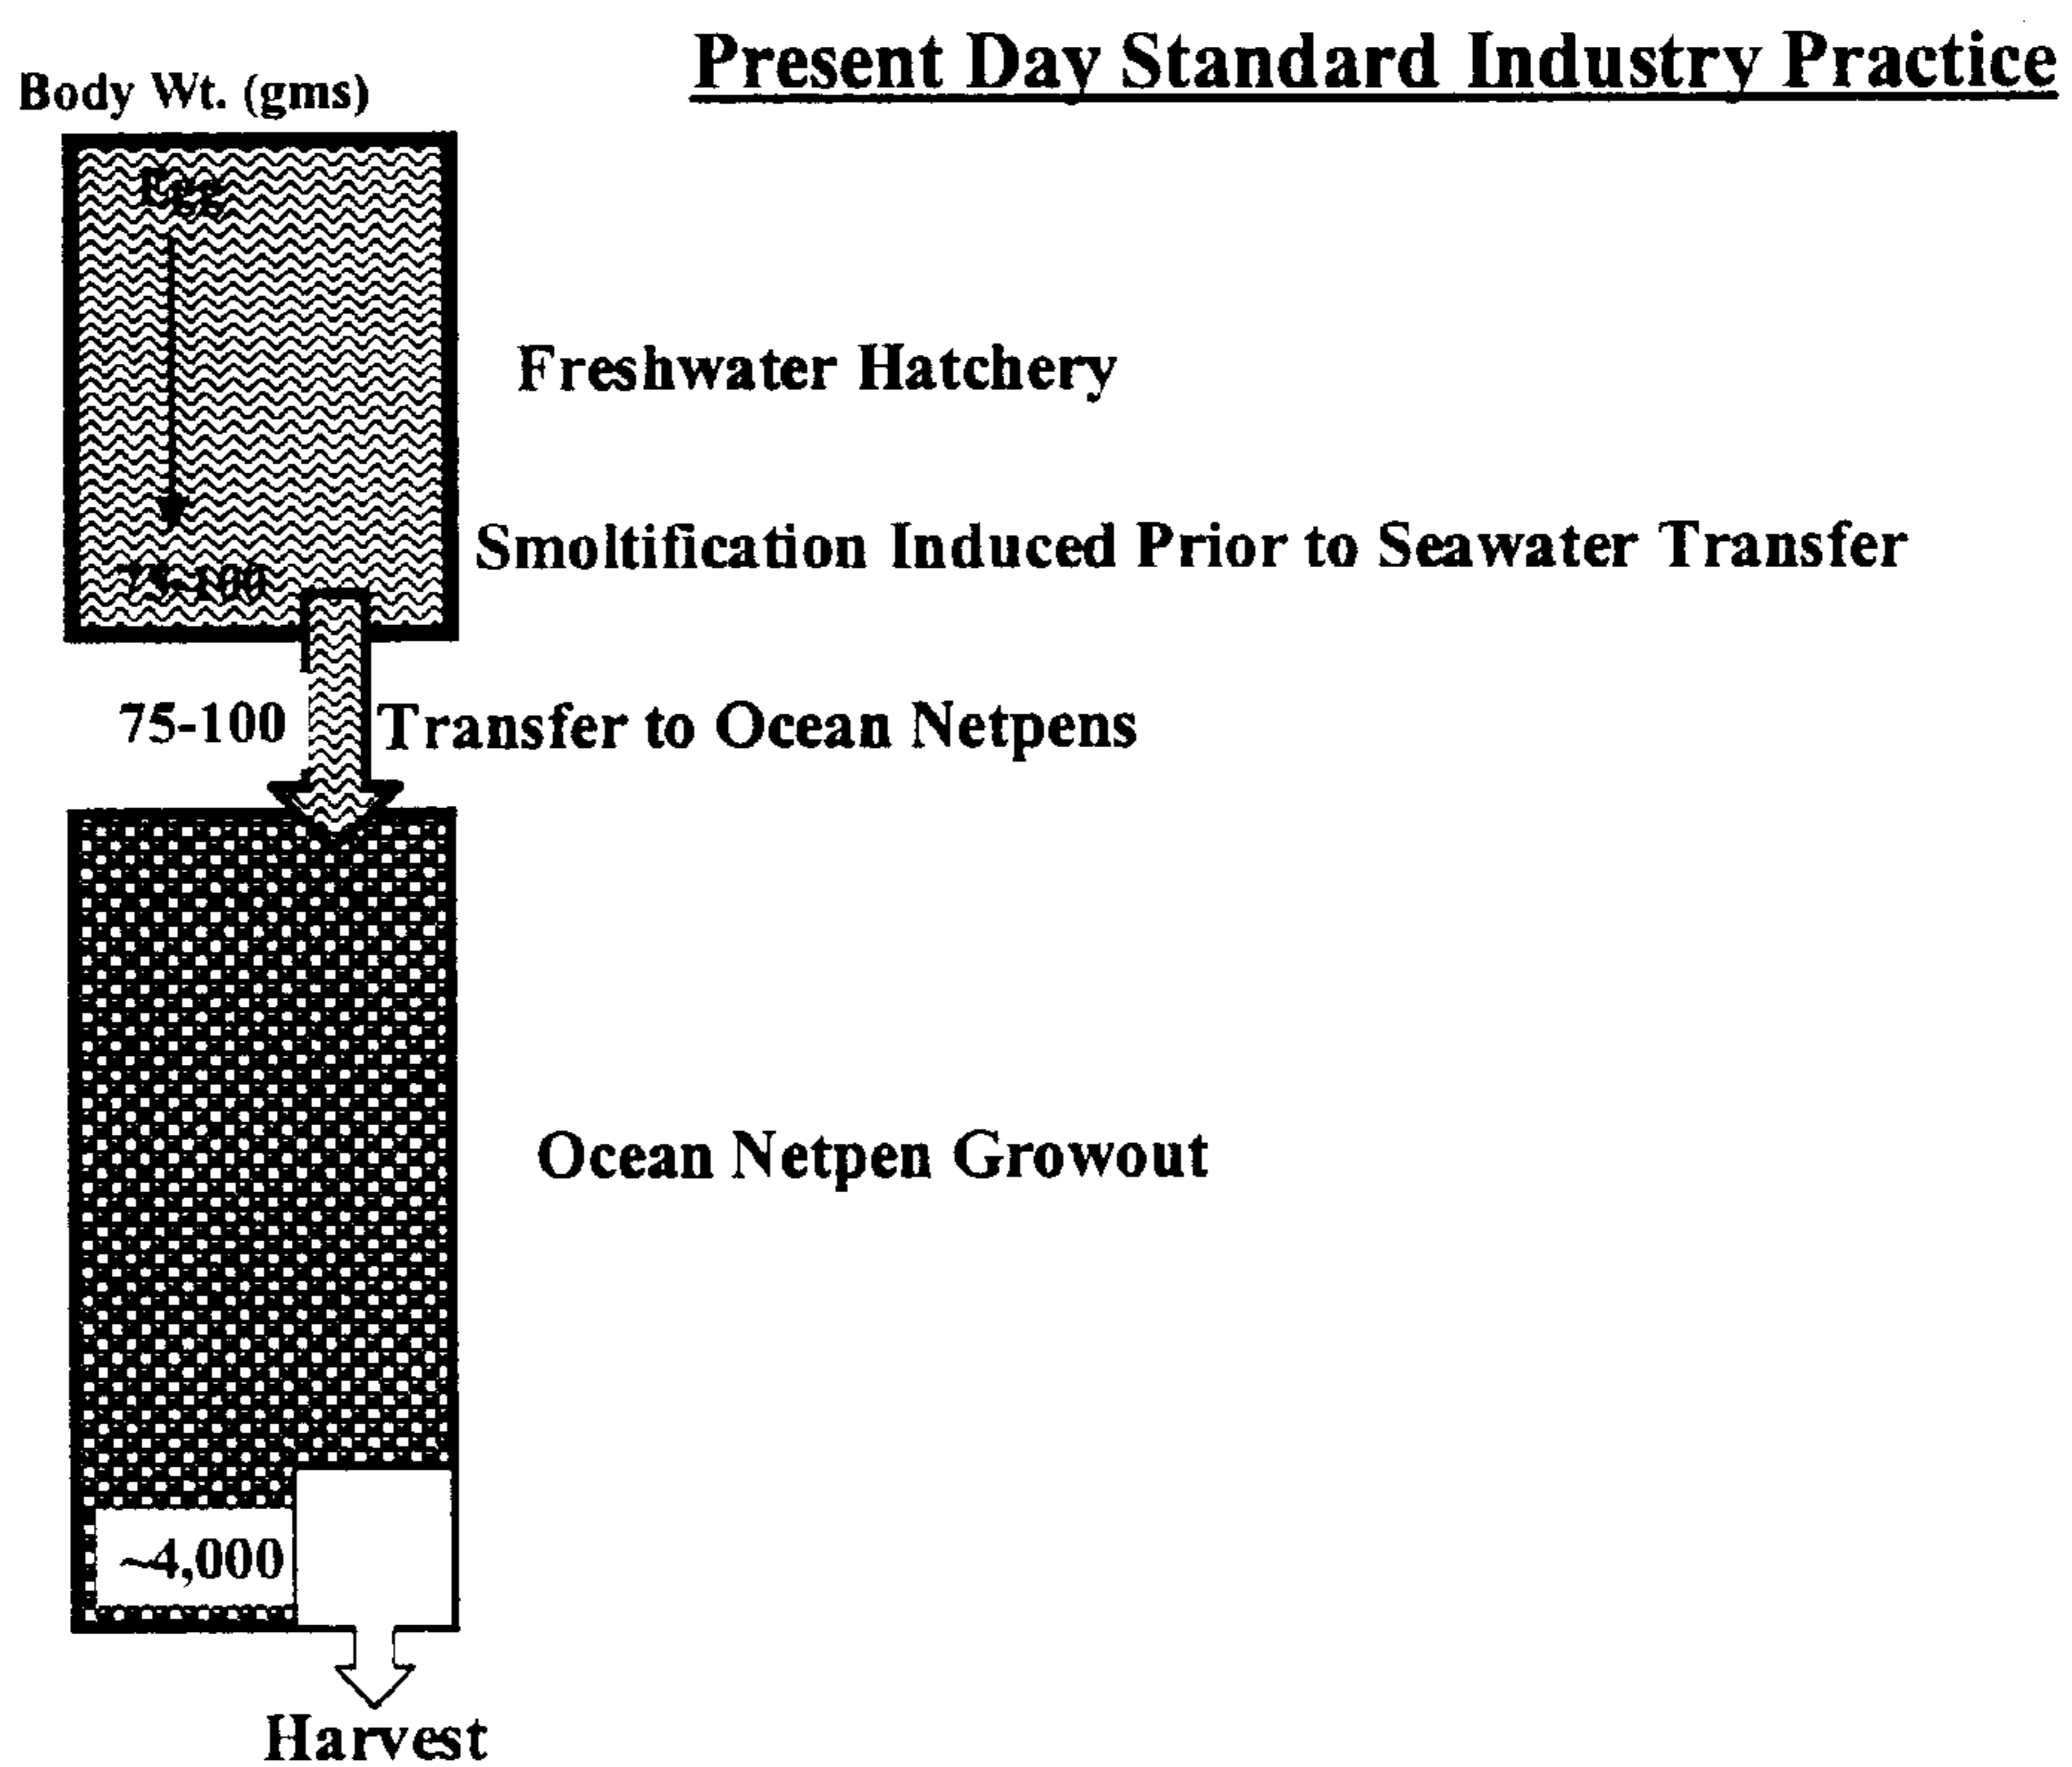 Present Day Standard Industry Practice
Body Wt. (gms)
Egg
Freshwater Hatchery
Smoltification Induced Prior to Seawater Transfer
75-100
75-100
Transfer to Ocean Netpens
Ocean Netpen Growout
~4,000
Harvest